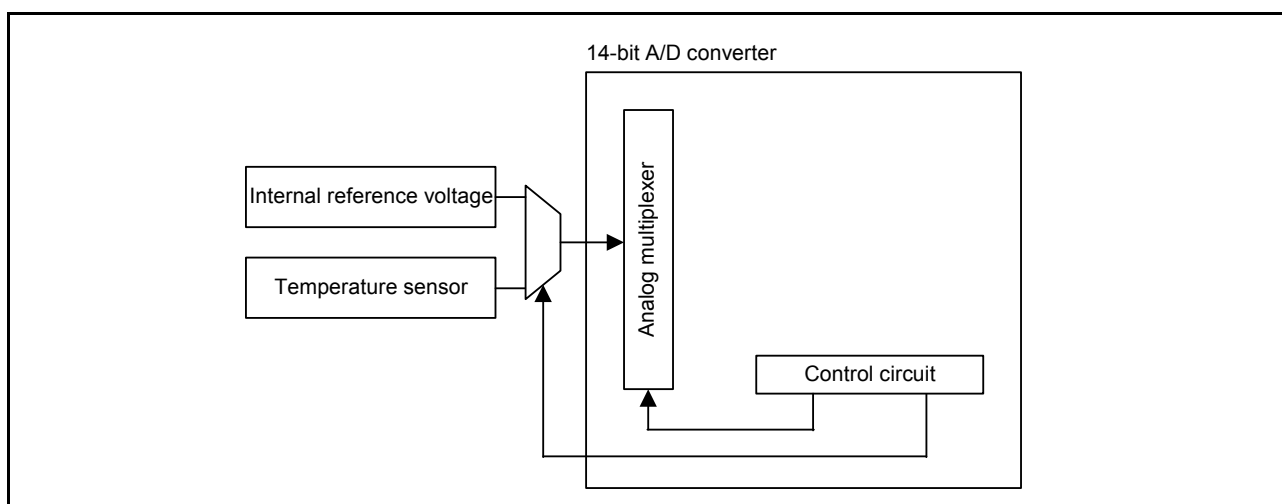 14-bit A/D converter
Internal reference voltage
Temperature sensor
Analog multiplexer
Control circuit